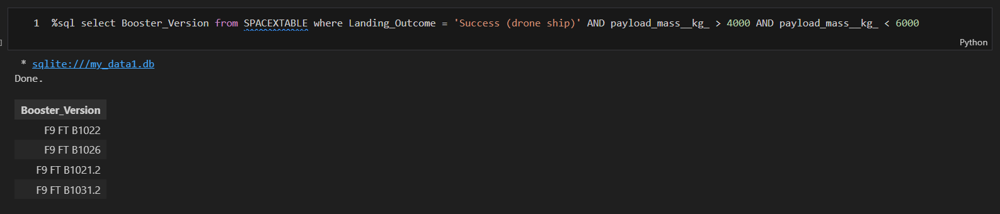 1 %sql select Booster_Version from SPACEXTABLE where Landing_Outcome = 'Success (drone ship)' AND payload_mass__kg_ > 4000 AND payload_mass__kg_ < 6000
]
Python
* sqlite:///my_data1.db
Done.
Booster_Version
F9 FT B1022
F9 FT B1026
F9 FT B1021.2
F9 FT B1031.2